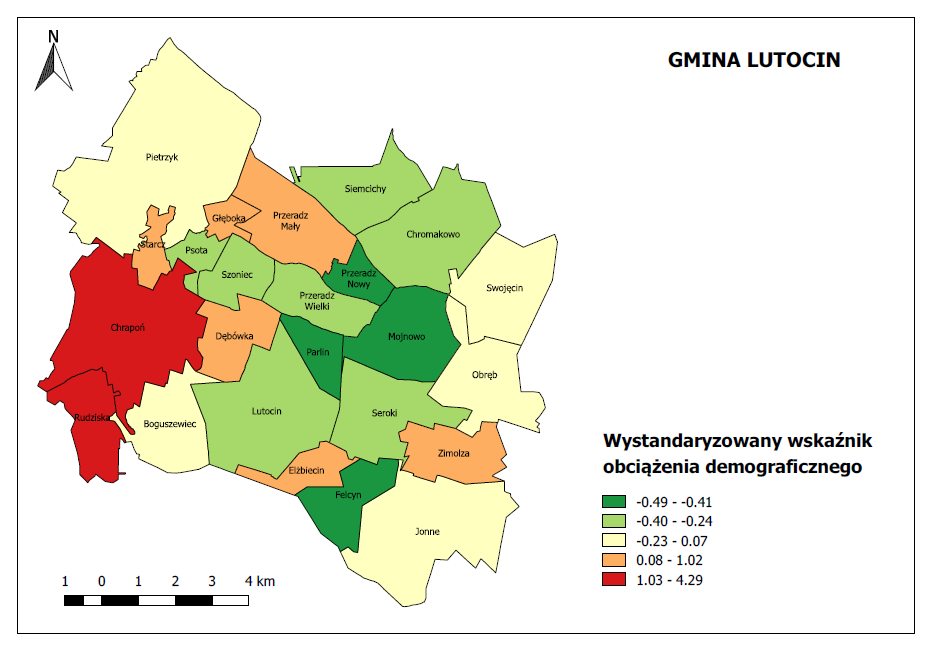 N
GMINA LUTOCIN
Pietrzyk
Siemcichy
Głęboka
Przeradz
Mały
Starcz
Chromakowo
Psota
Szoniec
Przeradz
Nowy
Swojęcin
Przeradz
Wielki
Chrapoń
Dębówka
Mojnowo
Parlin
Obręb
Rudziska
Boguszewiec
Lutocin
Seroki
Zimolza
Elżbiecin
Felcyn
Jonne
Wystandaryzowany wskaźnik
obciążenia demograficznego
-0.49 - -0.41
-0.40 - -0.24
-0.23 - 0.07
0.08 - 1.02
1.03 - 4.29
1 0 1 2 3 4 km